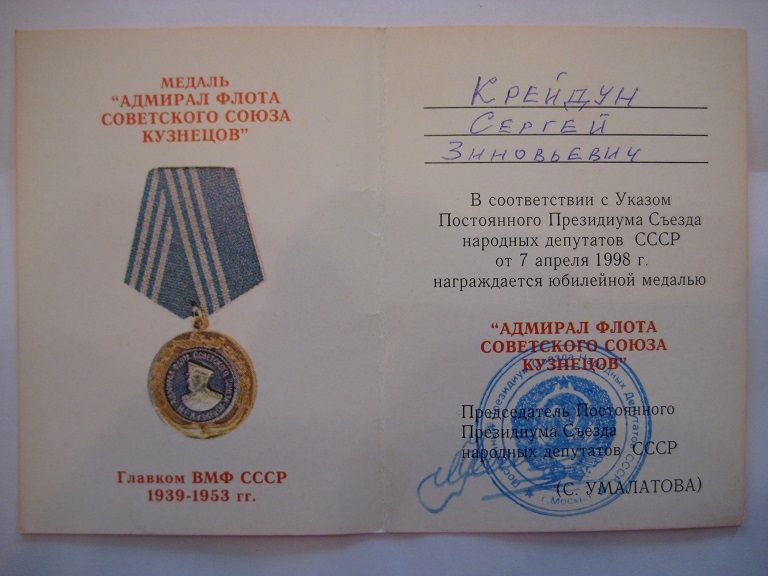 МЕДАЛЬ
"АДМИРАЛ ФЛОТА
СОВЕТСКОГО СОЮЗА
КУЗНЕЦОВ"
Главком ВМФ СССР
1939-1953 гг.
КРЕЙДУН
СЕРГЕЙ
ЗИНОВЬЕВИЧ
В соответствии с Указом
Постоянного Президиума Съезда
народных депутатов СССР
от 7 апреля 1998 г.
награждается юбилейной медалью
"АДМИРАЛ ФЛОТА
СОВЕТСКОГО СОЮЗА
КУЗНЕЦОВ"
Председатель Постоянного
Президиума Съезда
народных депутатов СССР
(С. УМАЛАТОВА)